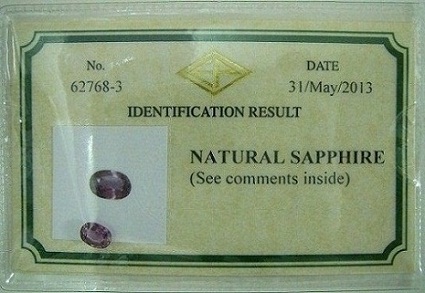 No.
62768-3
DATE
31/May/2013
IDENTIFICATION RESULT
NATURAL SAPPHIRE
(See comments inside)